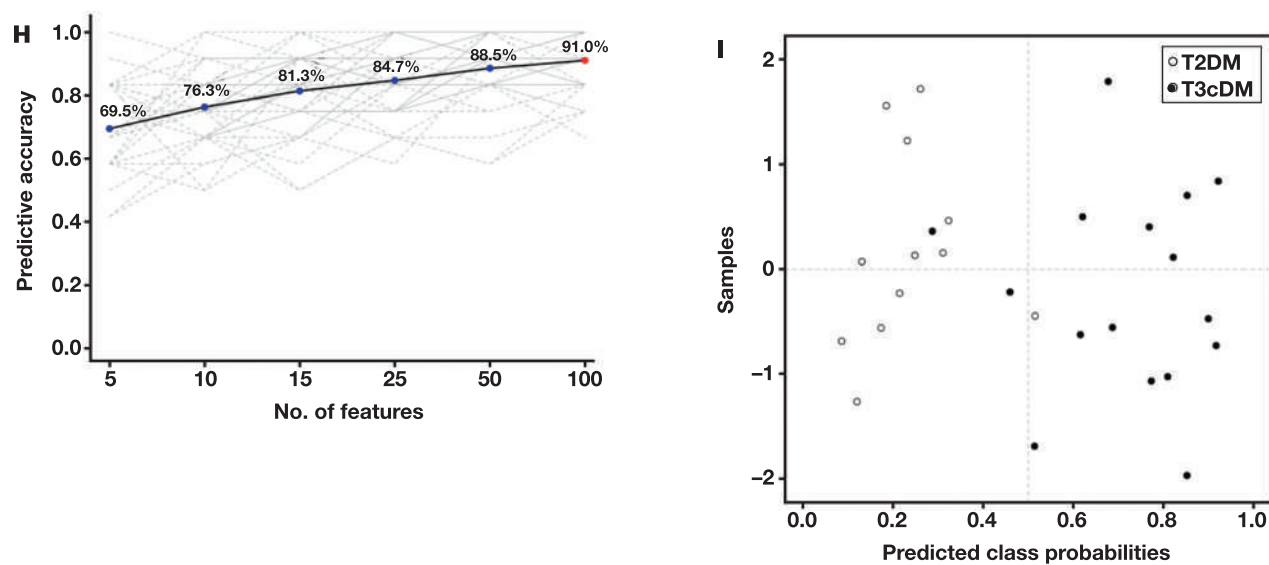 H
Predictive accuracy
1.0
0.8
0.6
0.4
0.2
0.0
69.5%
76.3%
81.3%
84.7%
88.5%
91.0%
5 10 15 25 50 100
No. of features
I
Samples
2
1
0
−1
−2
T2DM
T3cDM
0.0 0.2 0.4 0.6 0.8 1.0
Predicted class probabilities